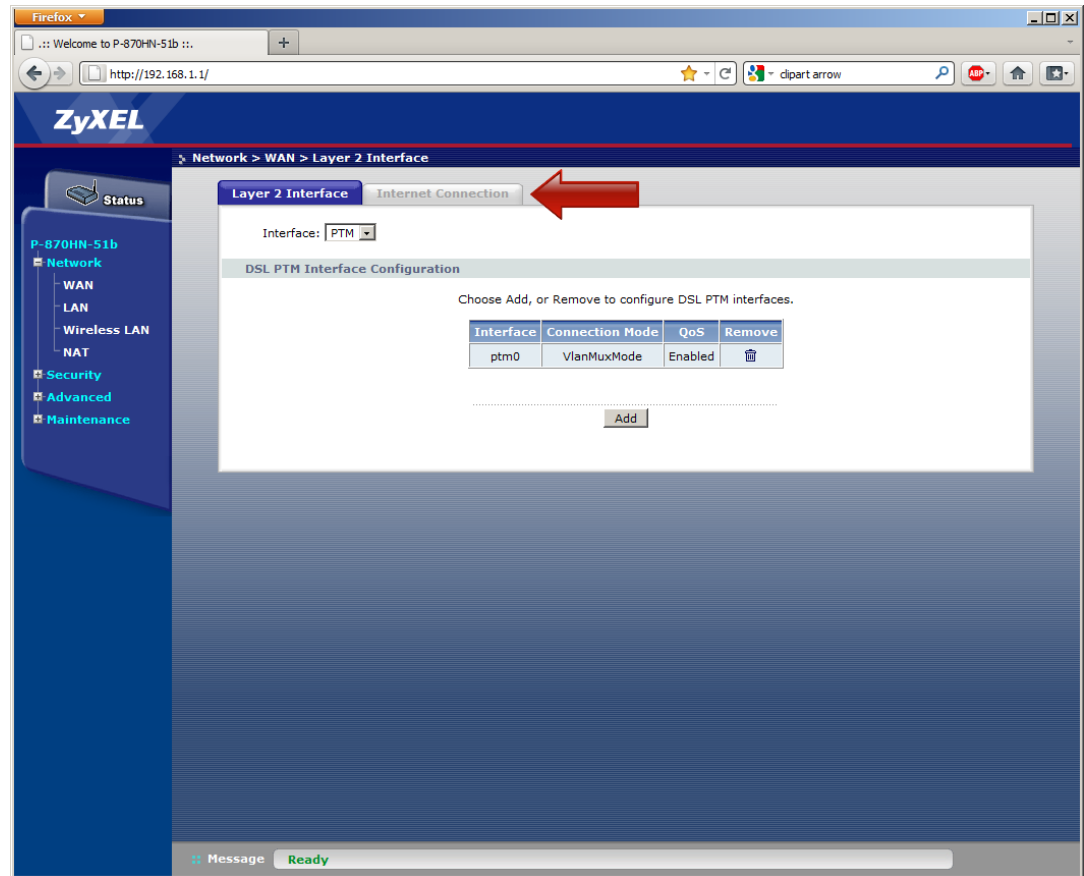 Firefox
.:: Welcome to P-870HN-51b ::.
+
http://192.168.1.1/
clipart arrow
ABP
ZyXEL
Network > WAN > Layer 2 Interface
Status
Layer 2 Interface
Internet Connection
P-870HN-51b
Network
WAN
LAN
Wireless LAN
NAT
Security
Advanced
Maintenance
Interface: PTM
DSL PTM Interface Configuration
Choose Add, or Remove to configure DSL PTM interfaces.
Interface Connection Mode QoS Remove
ptm0 VlanMuxMode Enabled
Add
:: Message Ready